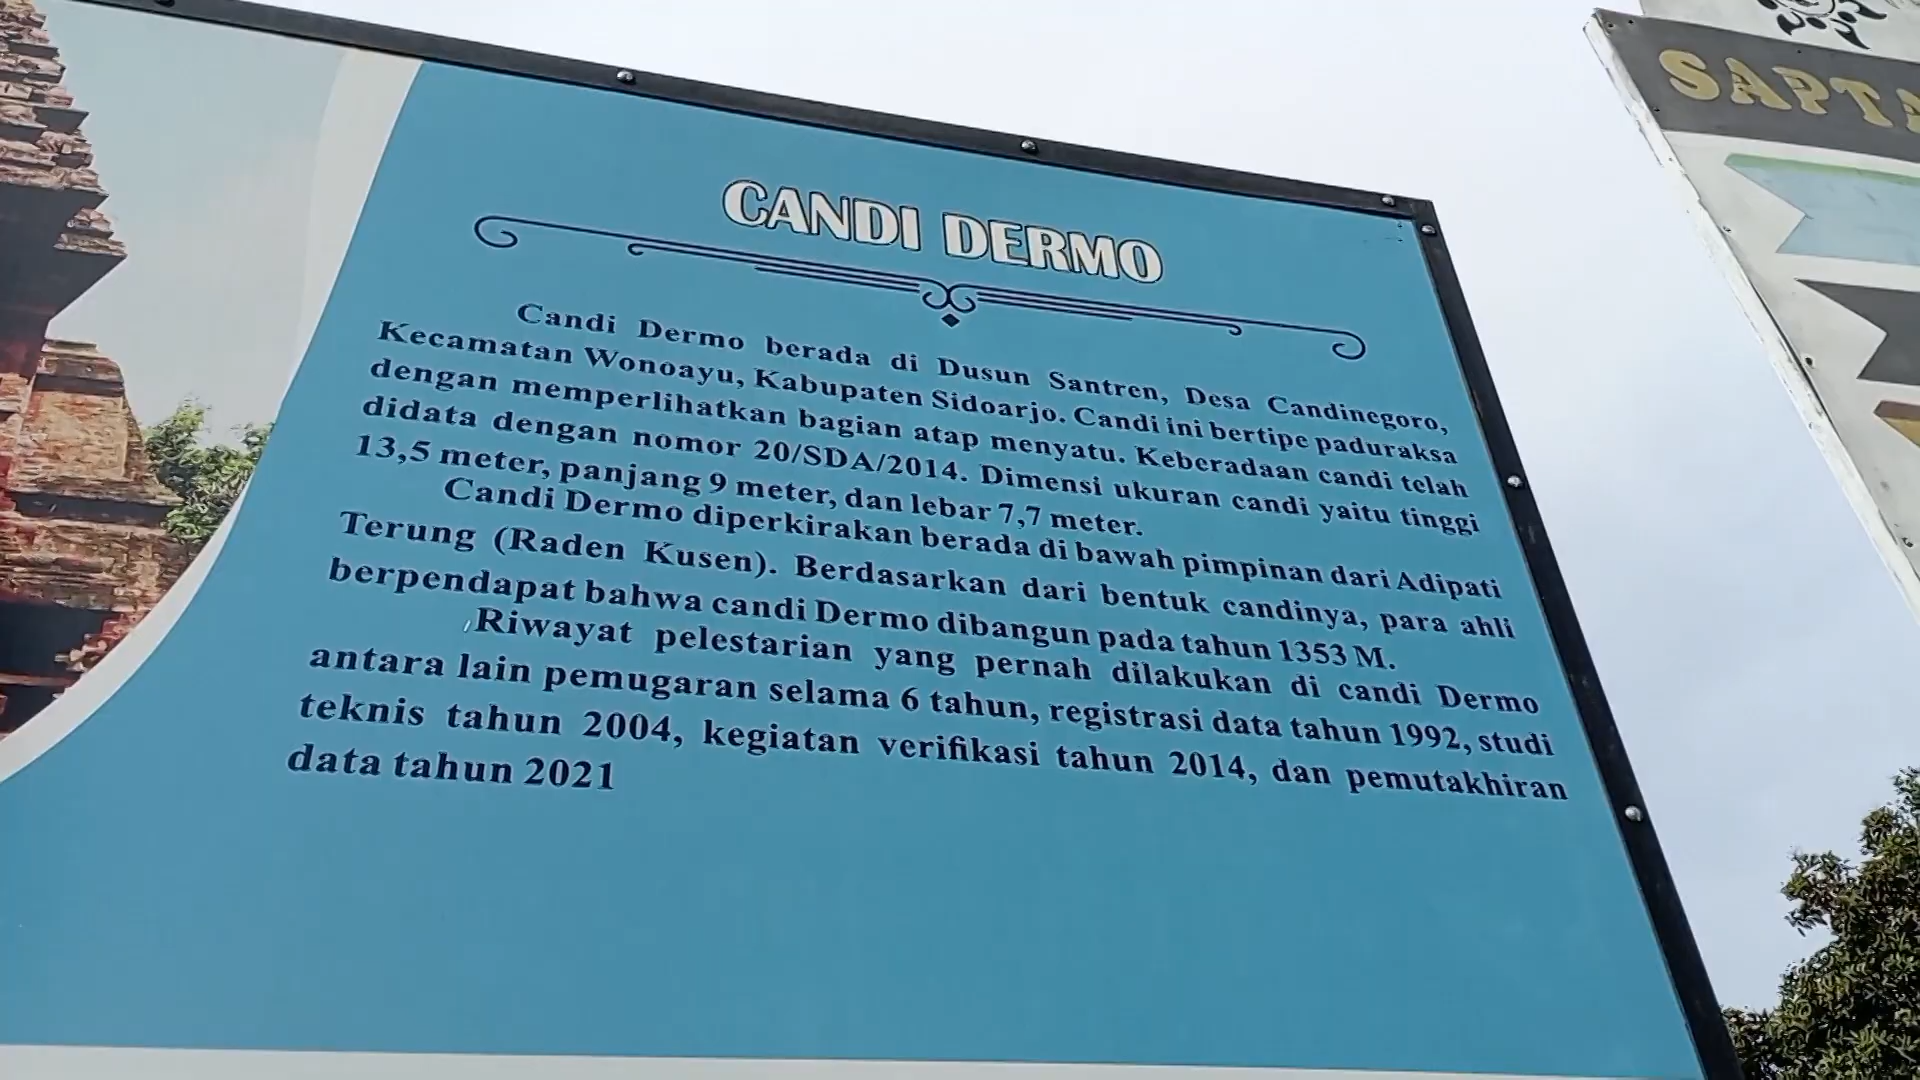 CANDI DERMO
Candi Dermo berada di Dusun Santren, Desa Candinegoro,
Kecamatan Wonoayu, Kabupaten Sidoarjo. Candi ini bertipe paduraksa
dengan memperlihatkan bagian atap menyatu. Keberadaan candi telah
didata dengan nomor 20/SDA/2014. Dimensi ukuran candi yaitu tinggi
13,5 meter, panjang 9 meter, dan lebar 7,7 meter.
Candi Dermo diperkirakan berada di bawah pimpinan dari Adipati
Terung (Raden Kusen). Berdasarkan dari bentuk candinya, para ahli
berpendapat bahwa candi Dermo dibangun pada tahun 1353 M.
Riwayat pelestarian yang pernah dilakukan di candi Dermo
antara lain pemugaran selama 6 tahun, registrasi data tahun 1992, studi
teknis tahun 2004, kegiatan verifikasi tahun 2014, dan pemutakhiran
data tahun 2021
SAPTA